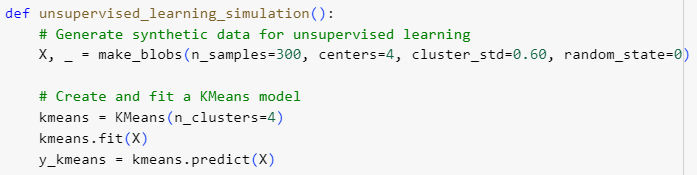 def unsupervised_learning_simulation():
    # Generate synthetic data for unsupervised learning
    X, _ = make_blobs(n_samples=300, centers=4, cluster_std=0.60, random_state=0)

    # Create and fit a KMeans model
    kmeans = KMeans(n_clusters=4)
    kmeans.fit(X)
    y_kmeans = kmeans.predict(X)